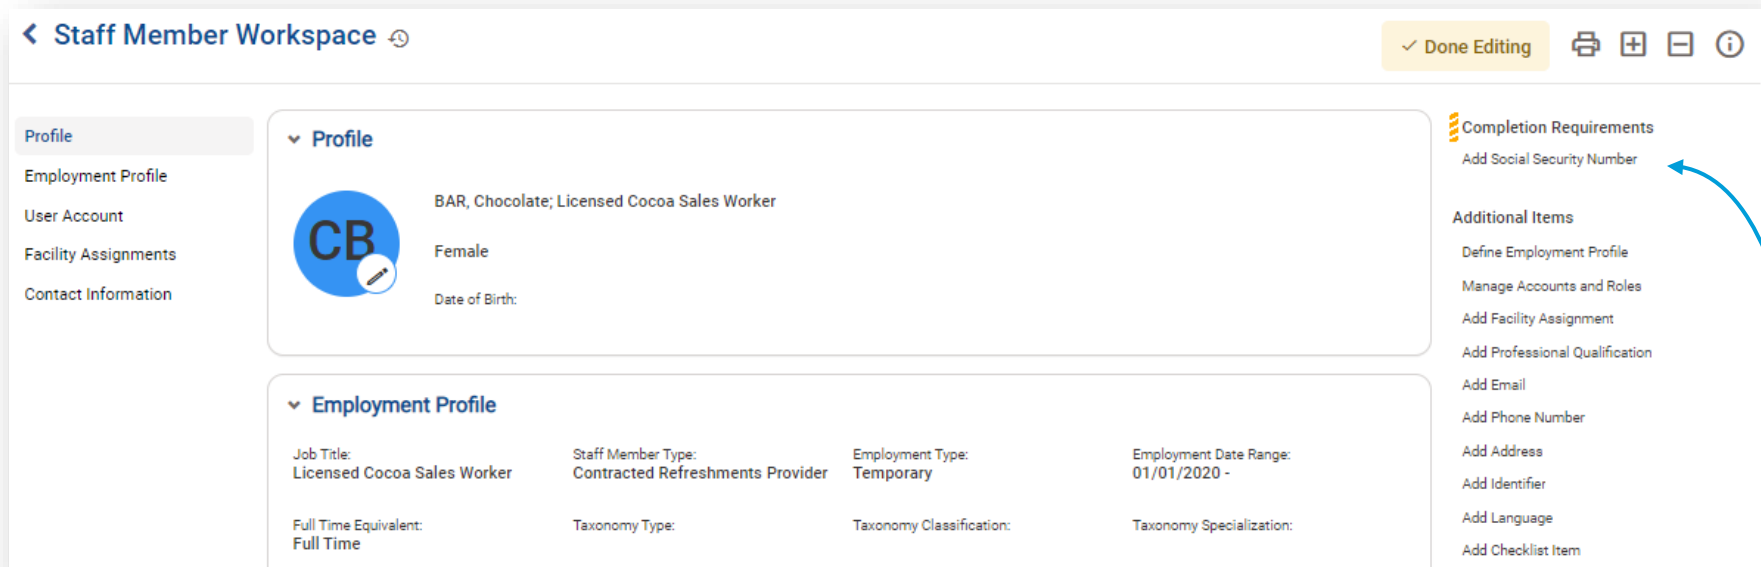 Staff Member Workspace
Done Editing
Profile
Employment Profile
User Account
Facility Assignments
Contact Information
Profile
CB
BAR, Chocolate; Licensed Cocoa Sales Worker
Female
Date of Birth:
Employment Profile
Job Title:
Licensed Cocoa Sales Worker
Staff Member Type:
Contracted Refreshments Provider
Employment Type:
Temporary
Employment Date Range:
01/01/2020 -
Full Time Equivalent:
Full Time
Taxonomy Type:
Taxonomy Classification:
Taxonomy Specialization:
Completion Requirements
Add Social Security Number
Additional Items
Define Employment Profile
Manage Accounts and Roles
Add Facility Assignment
Add Professional Qualification
Add Email
Add Phone Number
Add Address
Add Identifier
Add Language
Add Checklist Item